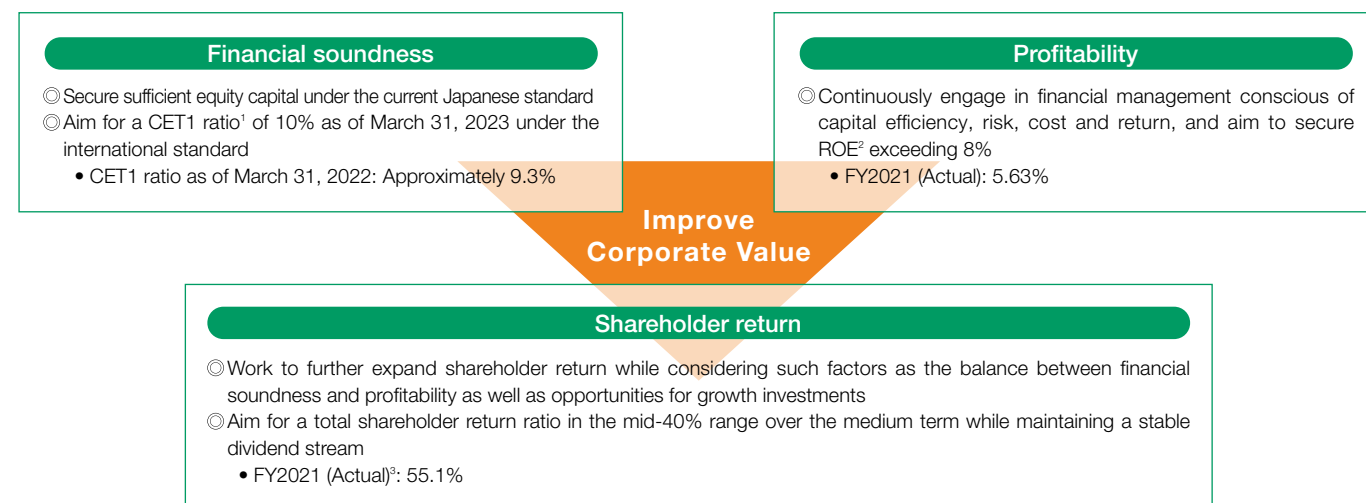 Financial soundness
◎Secure sufficient equity capital under the current Japanese standard
◎Aim for a CET1 ratio¹ of 10% as of March 31, 2023 under the
international standard
• CET1 ratio as of March 31, 2022: Approximately 9.3%
Profitability
◎Continuously engage in financial management conscious of
capital efficiency, risk, cost and return, and aim to secure
ROE² exceeding 8%
• FY2021 (Actual): 5.63%
Improve
Corporate Value
Shareholder return
◎Work to further expand shareholder return while considering such factors as the balance between financial
soundness and profitability as well as opportunities for growth investments
◎Aim for a total shareholder return ratio in the mid-40% range over the medium term while maintaining a stable
dividend stream
• FY2021 (Actual)³: 55.1%